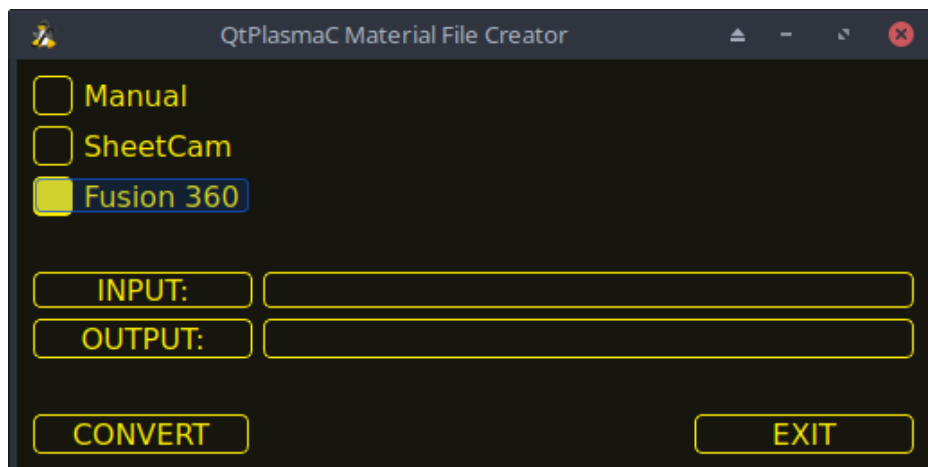 QtPlasmaC Material File Creator
Manual
SheetCam
Fusion 360
INPUT:
OUTPUT:
CONVERT EXIT